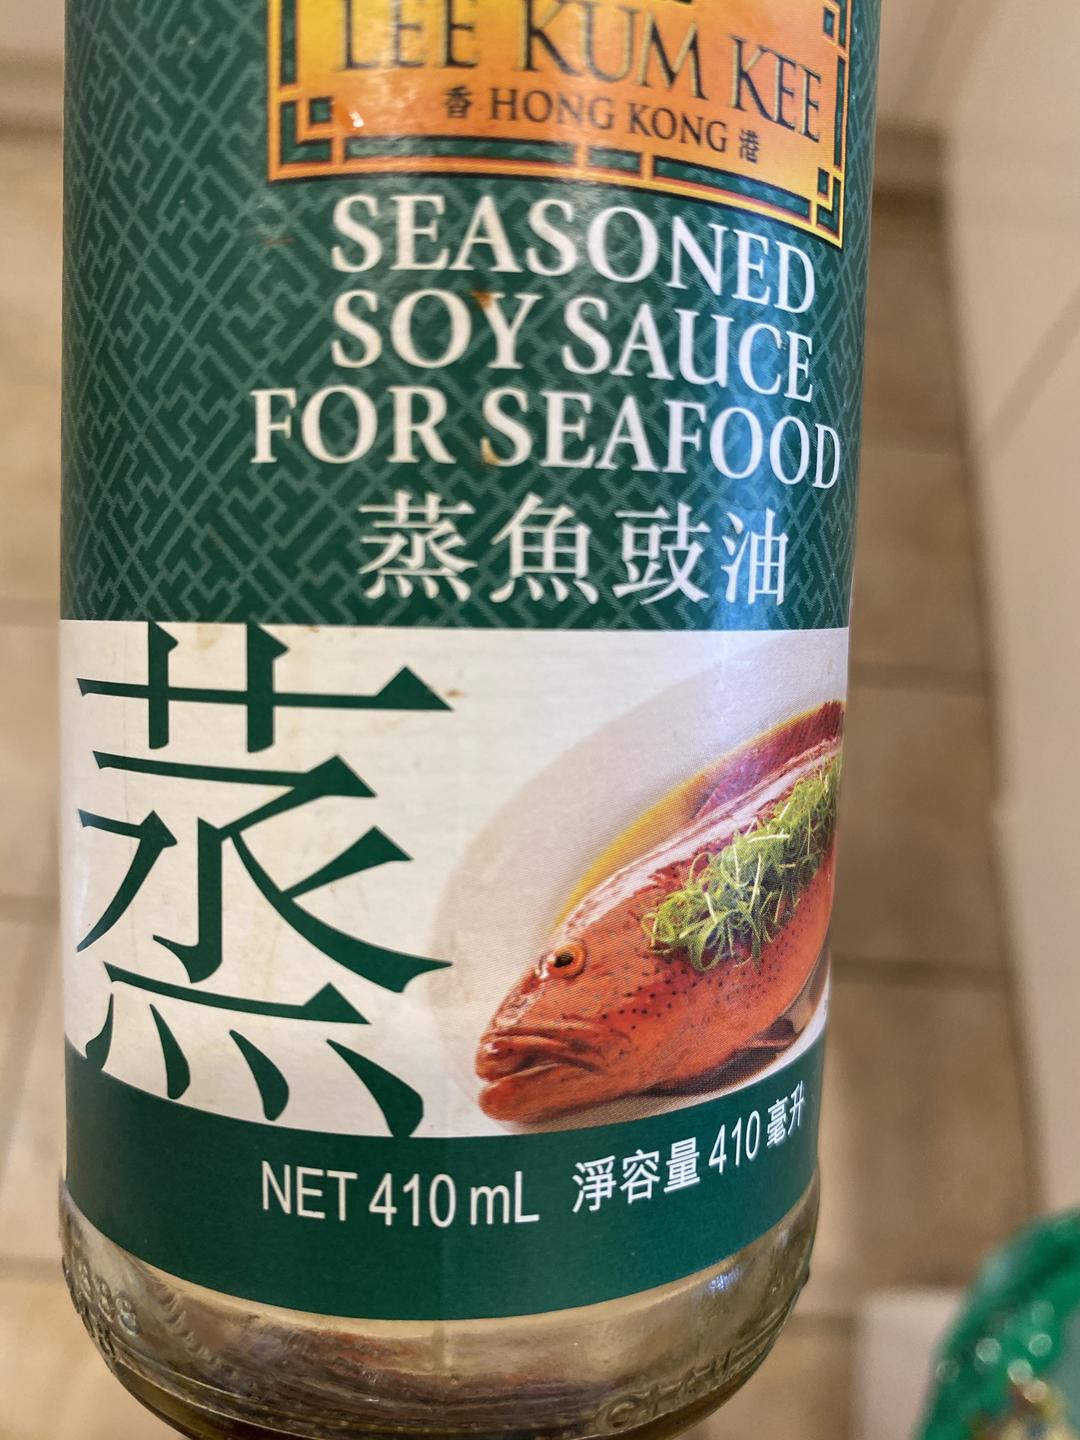 LEE KUM KEE
香 HONG KONG 港
SEASONED
SOY SAUCE
FOR SEAFOOD
蒸魚豉油
蒸
NET 410 mL 淨容量 410 毫升